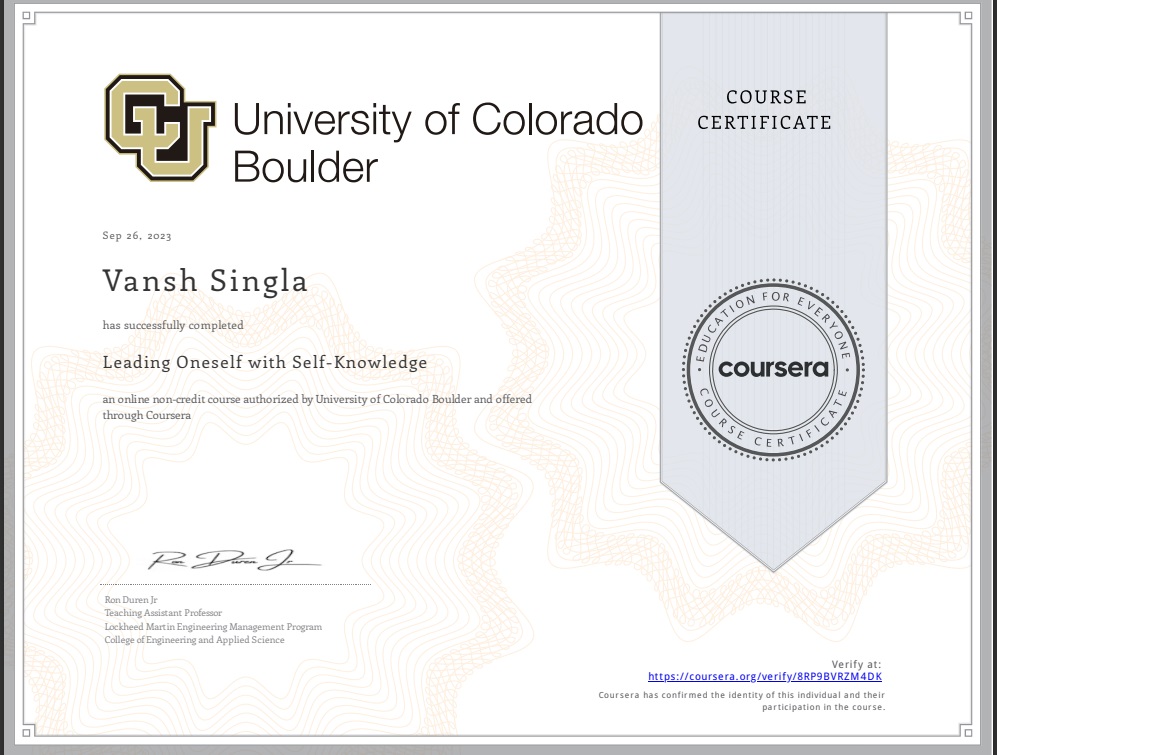 University of Colorado
Boulder
COURSE
CERTIFICATE
Sep 26, 2023
Vansh Singla
has successfully completed
Leading Oneself with Self-Knowledge
an online non-credit course authorized by University of Colorado Boulder and offered
through Coursera
EDUCATION FOR EVERYONE
coursera
COURSE CERTIFICATE
Ron Duren Jr
Ron Duren Jr
Teaching Assistant Professor
Lockheed Martin Engineering Management Program
College of Engineering and Applied Science
Verify at:
https://coursera.org/verify/8RP9BVRZM4DK
Coursera has confirmed the identity of this individual and their
participation in the course.